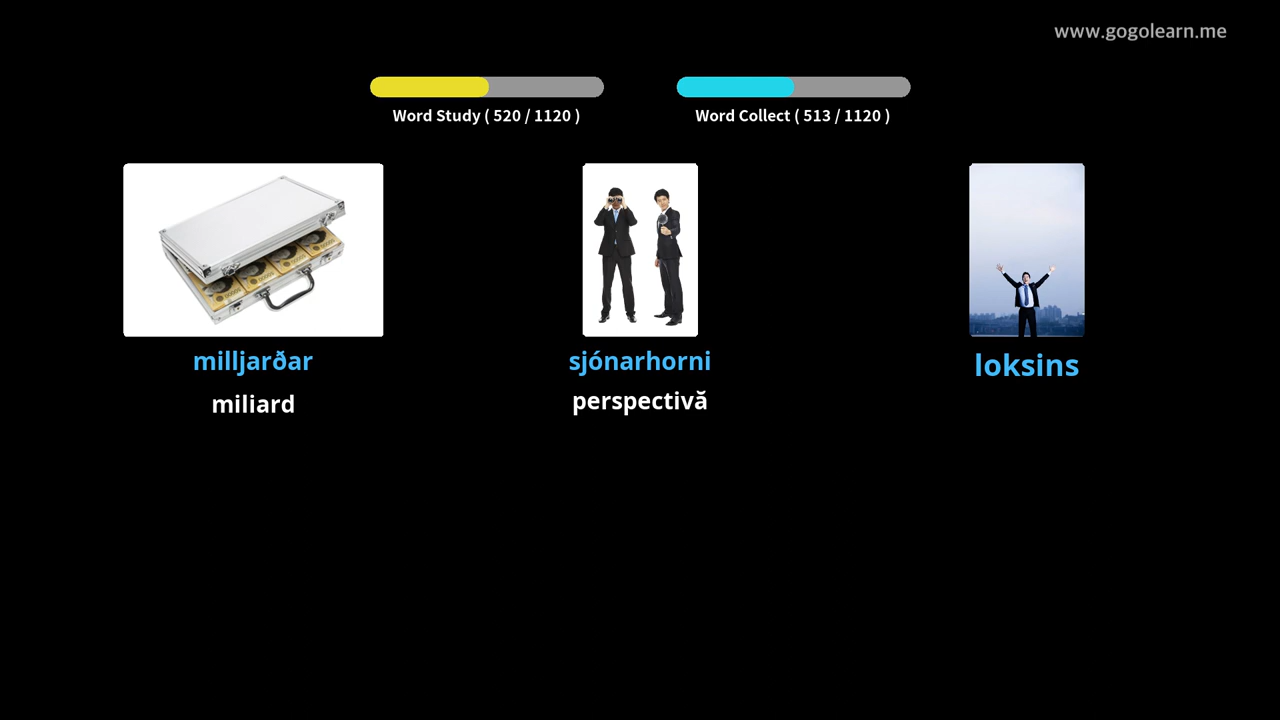 www.gogolearn.me
Word Study ( 520 / 1120 )
Word Collect ( 513 / 1120 )
milljarðar
miliard
sjónarhorni
perspectivă
loksins